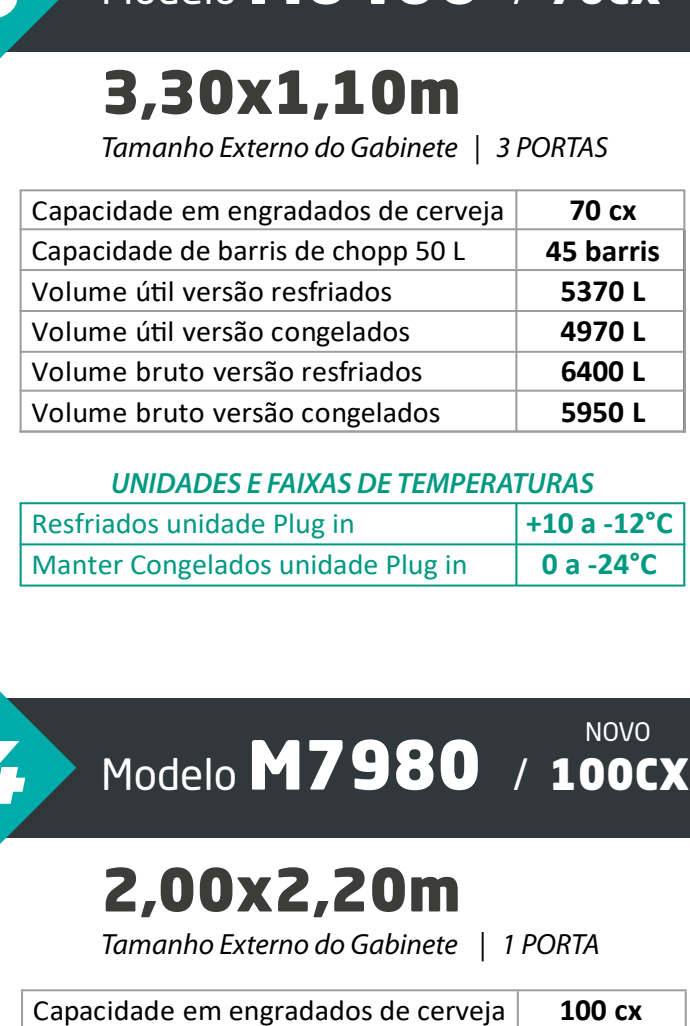 Modelo / 70CX
3,30x1,10m
Tamanho Externo do Gabinete | 3 PORTAS
Capacidade em engradados de cerveja 70 cx
Capacidade de barris de chopp 50 L 45 barris
Volume útil versão resfriados 5370 L
Volume útil versão congelados 4970 L
Volume bruto versão resfriados 6400 L
Volume bruto versão congelados 5950 L
UNIDADES E FAIXAS DE TEMPERATURAS
Resfriados unidade Plug in +10 a -12°C
Manter Congelados unidade Plug in 0 a -24°C
NOVO
4 Modelo M7980 / 100CX
2,00x2,20m
Tamanho Externo do Gabinete | 1 PORTA
Capacidade em engradados de cerveja 100 cx